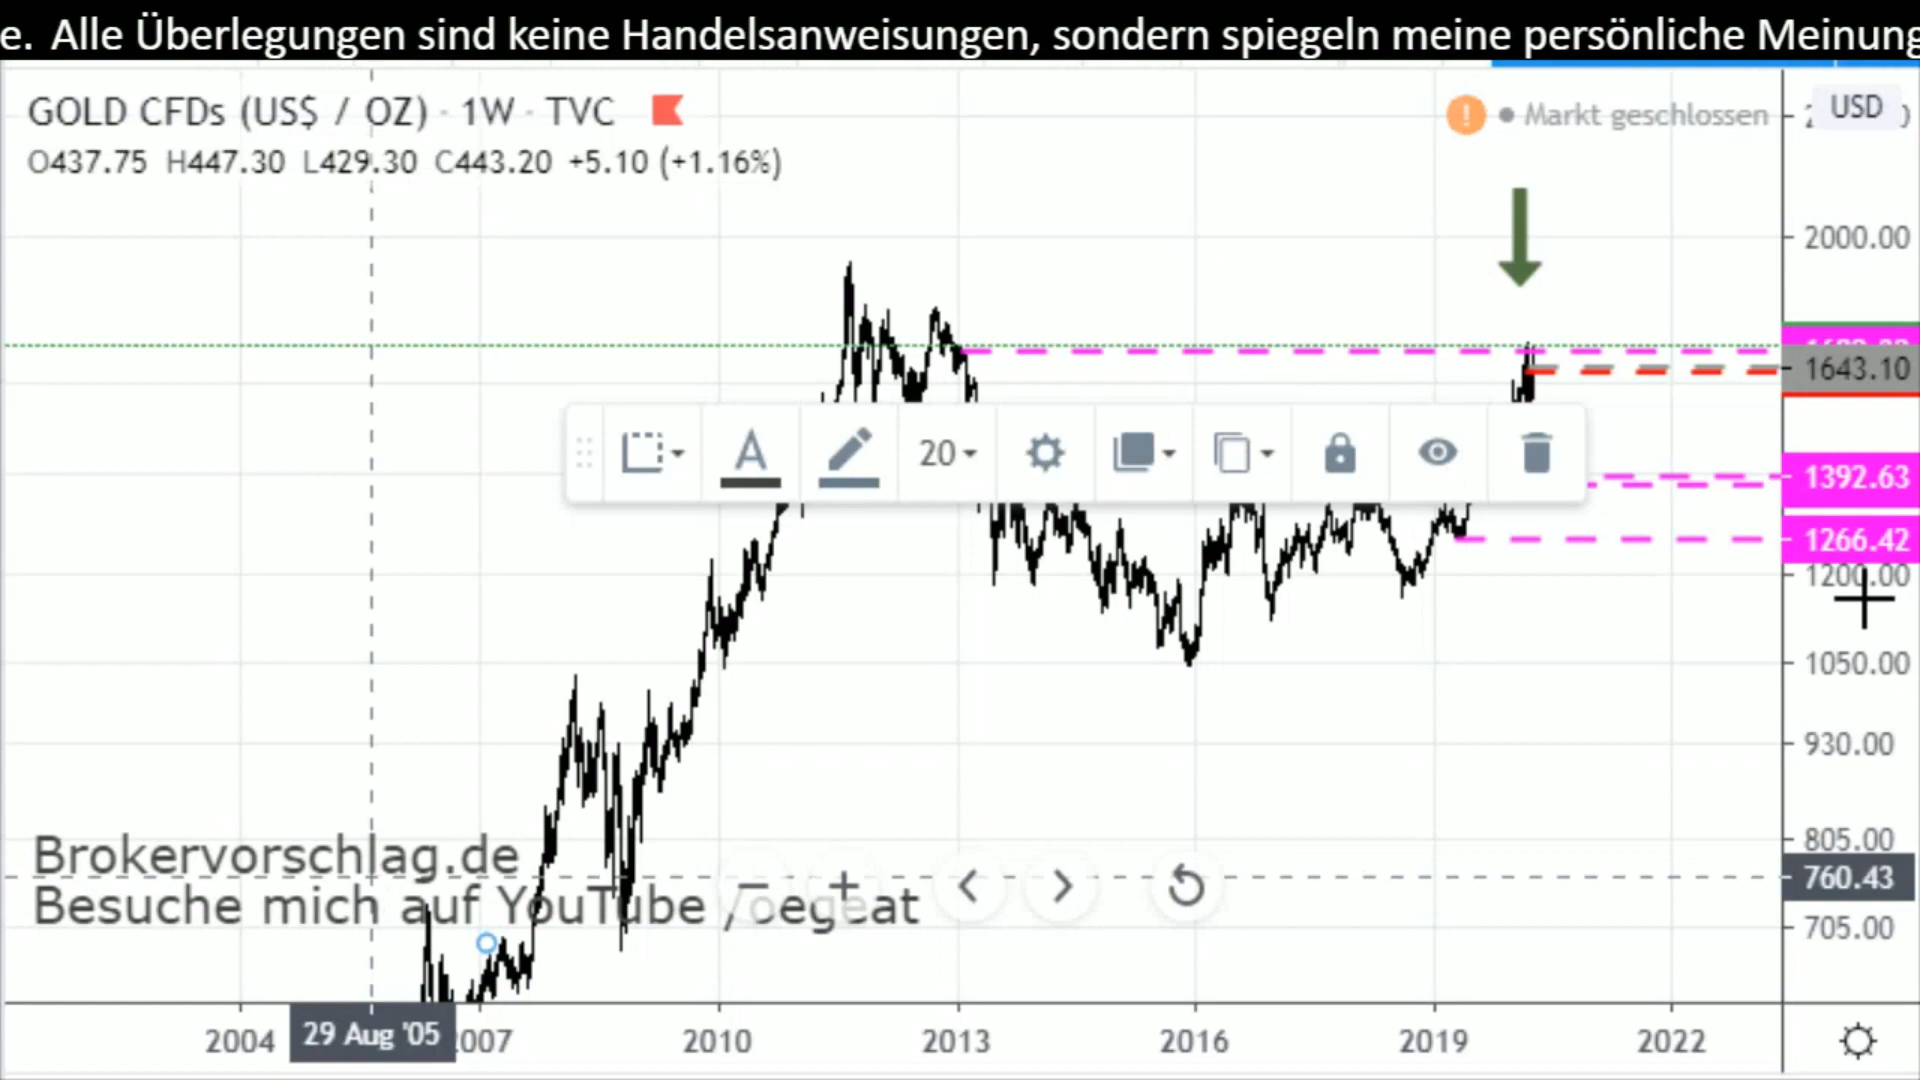 e. Alle Überlegungen sind keine Handelsanweisungen, sondern spiegeln meine persönliche Meinung
GOLD CFDs (US$ / OZ) · 1W · TVC
Markt geschlossen
USD
O437.75 H447.30 L429.30 C443.20 +5.10 (+1.16%)
2000.00
1643.10
20
1392.63
1266.42
1200.00
1050.00
930.00
805.00
Brokervorschlag.de
760.43
Besuche mich auf YouTube /oegeat
705.00
2004
29 Aug '05
2007
2010
2013
2016
2019
2022